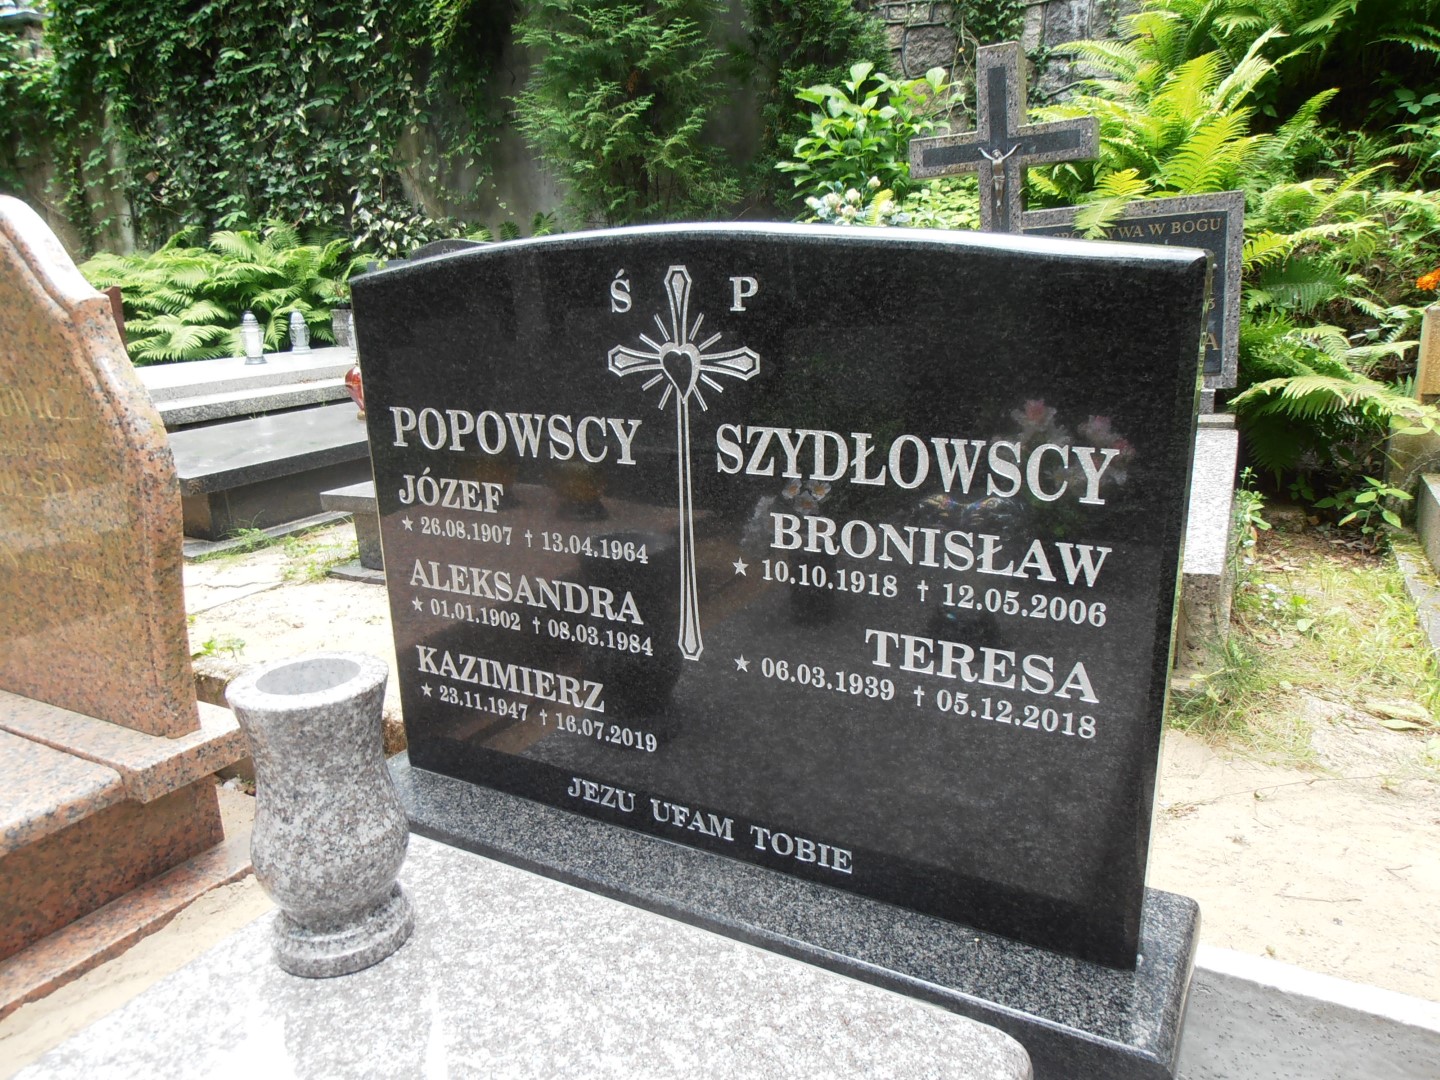 Ś P
POPOWSCY
JÓZEF
★ 26.08.1907 † 13.04.1964
ALEKSANDRA
★ 01.01.1902 † 08.03.1984
KAZIMIERZ
★ 23.11.1947 † 16.07.2019
SZYDŁOWSCY
BRONISŁAW
★ 10.10.1918 † 12.05.2006
TERESA
★ 06.03.1939 † 05.12.2018
JEZU UFAM TOBIE
W BOGU